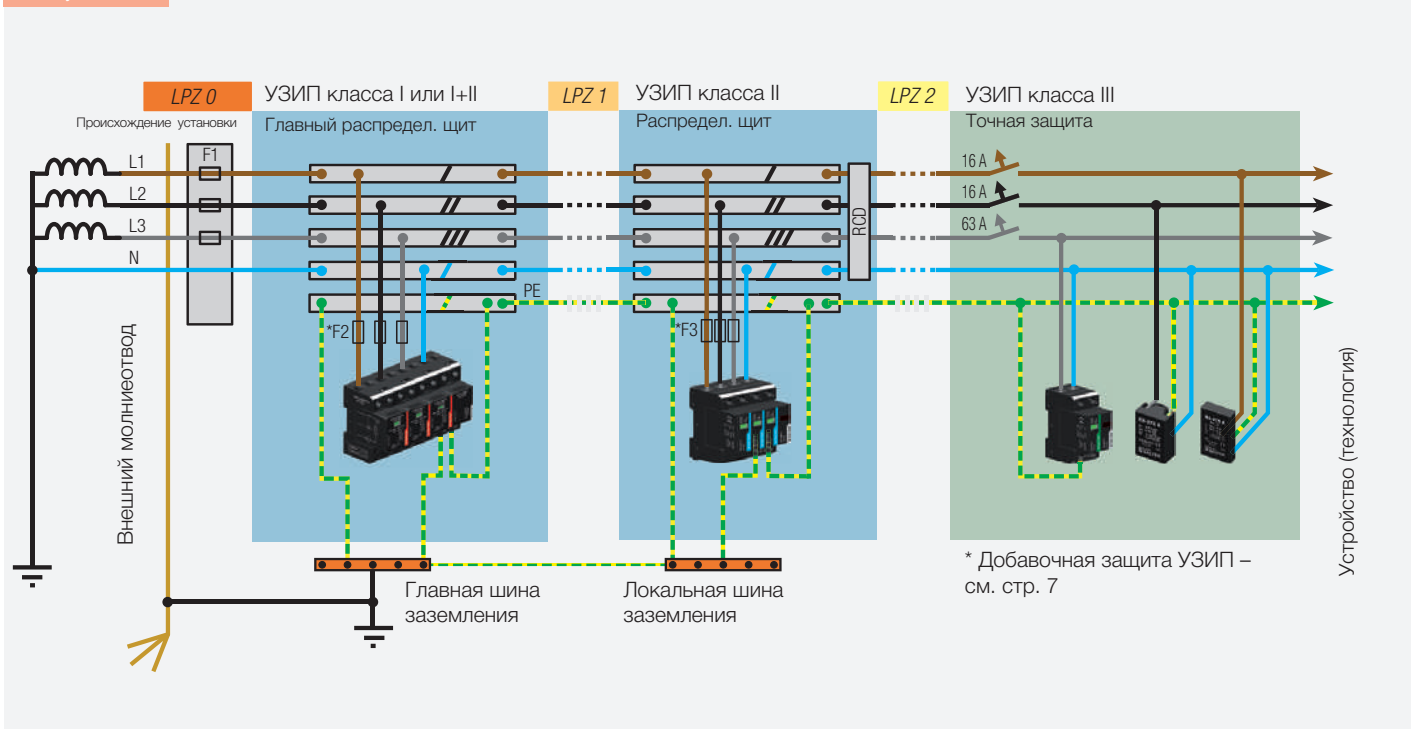 LPZ 0
УЗИП класса I или I+II
LPZ 1
УЗИП класса II
LPZ 2
УЗИП класса III
Происхождение установки
Главный распредел. щит
Распредел. щит
Точная защита
L1
F1
16 A
L2
16 A
L3
63 A
RCD
N
PE
*F2
*F3
Внешний молниеотвод
Устройство (технология)
* Добавочная защита УЗИП –
см. стр. 7
Главная шина
заземления
Локальная шина
заземления